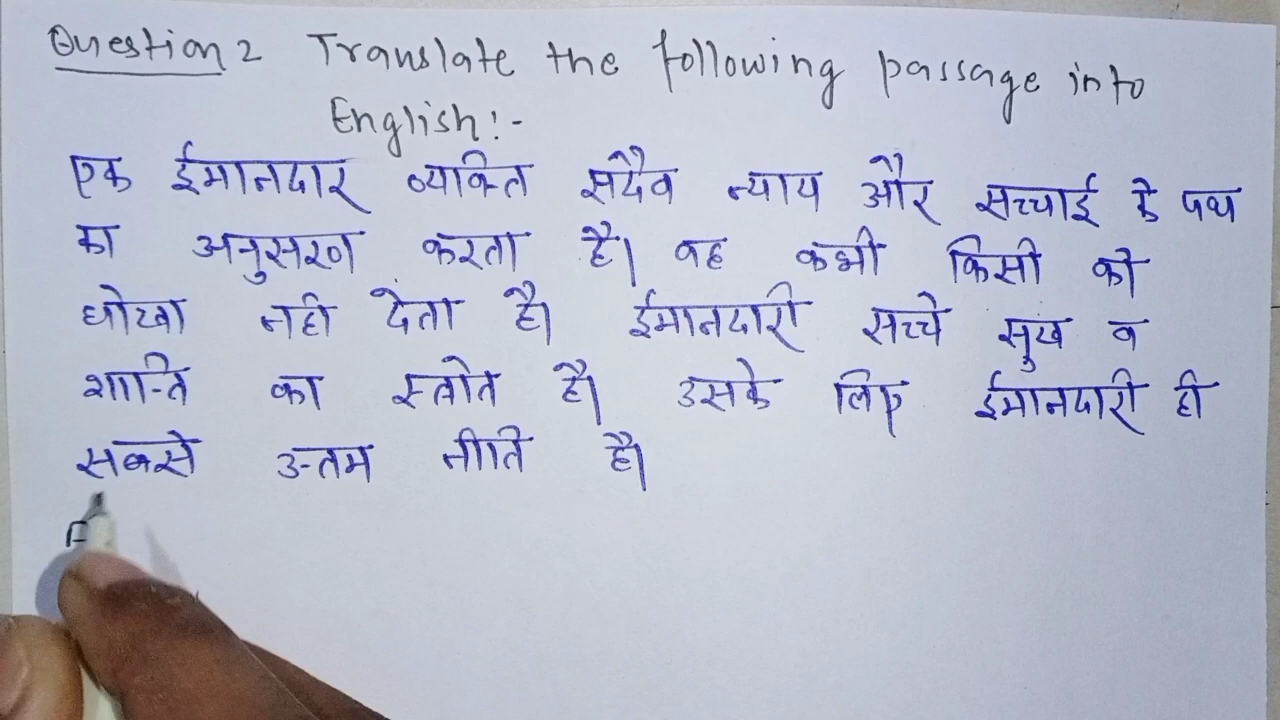 Question 2 Translate the following passage into
English:-
एक ईमानदार व्यक्ति सदैव न्याय और सच्चाई के पथ
का अनुसरण करता है। वह कभी किसी को
धोखा नही देता है। ईमानदारी सच्चे सुख व
शान्ति का स्त्रोत है। उसके लिए ईमानदारी ही
सबसे उत्तम नीति है।